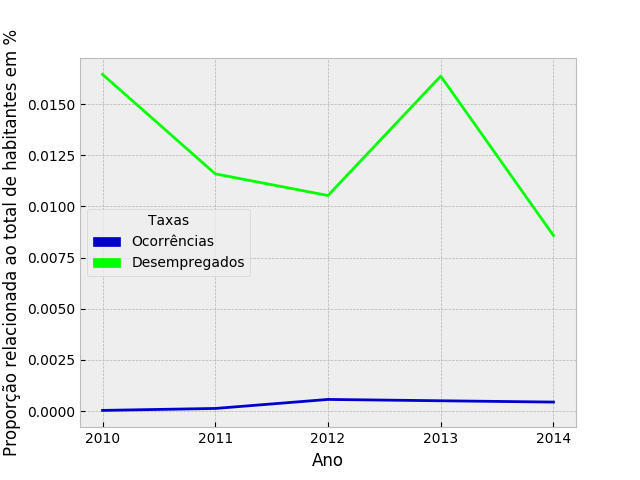 Proporção relacionada ao total de habitantes em %
0.0150
0.0125
0.0100
0.0075
0.0050
0.0025
0.0000
Taxas
Ocorrências
Desempregados
2010 2011 2012 2013 2014
Ano